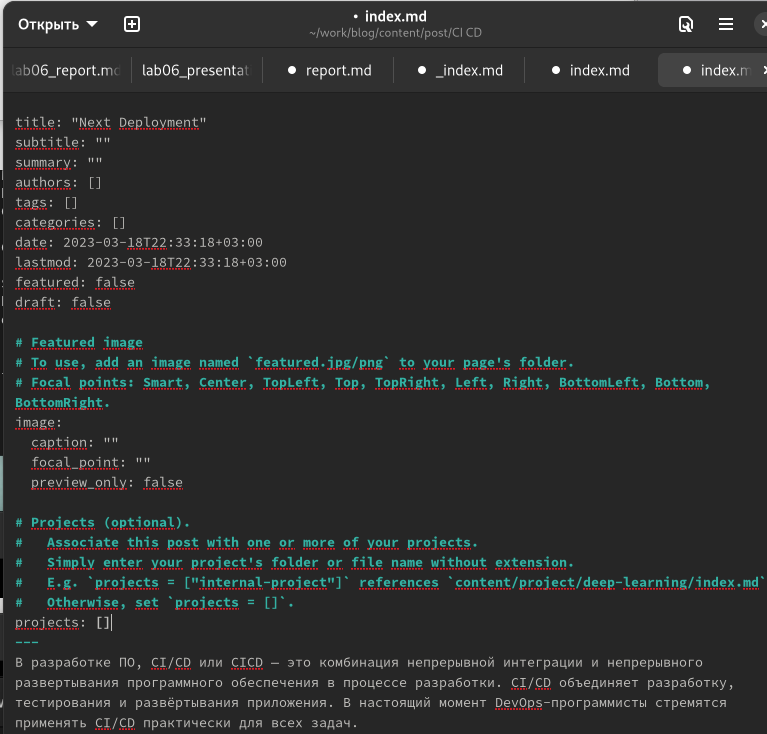 Открыть
• index.md
~/work/blog/content/post/CI CD
lab06_report.md
lab06_presentat
• report.md
• _index.md
• index.md
• index.m
title: "Next Deployment"
subtitle: ""
summary: ""
authors: []
tags: []
categories: []
date: 2023-03-18T22:33:18+03:00
lastmod: 2023-03-18T22:33:18+03:00
featured: false
draft: false
# Featured image
# To use, add an image named `featured.jpg/png` to your page's folder.
# Focal points: Smart, Center, TopLeft, Top, TopRight, Left, Right, BottomLeft, Bottom,
BottomRight.
image:
  caption: ""
  focal_point: ""
  preview_only: false
# Projects (optional).
#   Associate this post with one or more of your projects.
#   Simply enter your project's folder or file name without extension.
#   E.g. `projects = ["internal-project"]` references `content/project/deep-learning/index.md`
#   Otherwise, set `projects = []`.
projects: []
---
В разработке ПО, CI/CD или CICD — это комбинация непрерывной интеграции и непрерывного
развертывания программного обеспечения в процессе разработки. CI/CD объединяет разработку,
тестирования и развёртывания приложения. В настоящий момент DevOps-программисты стремятся
применять CI/CD практически для всех задач.